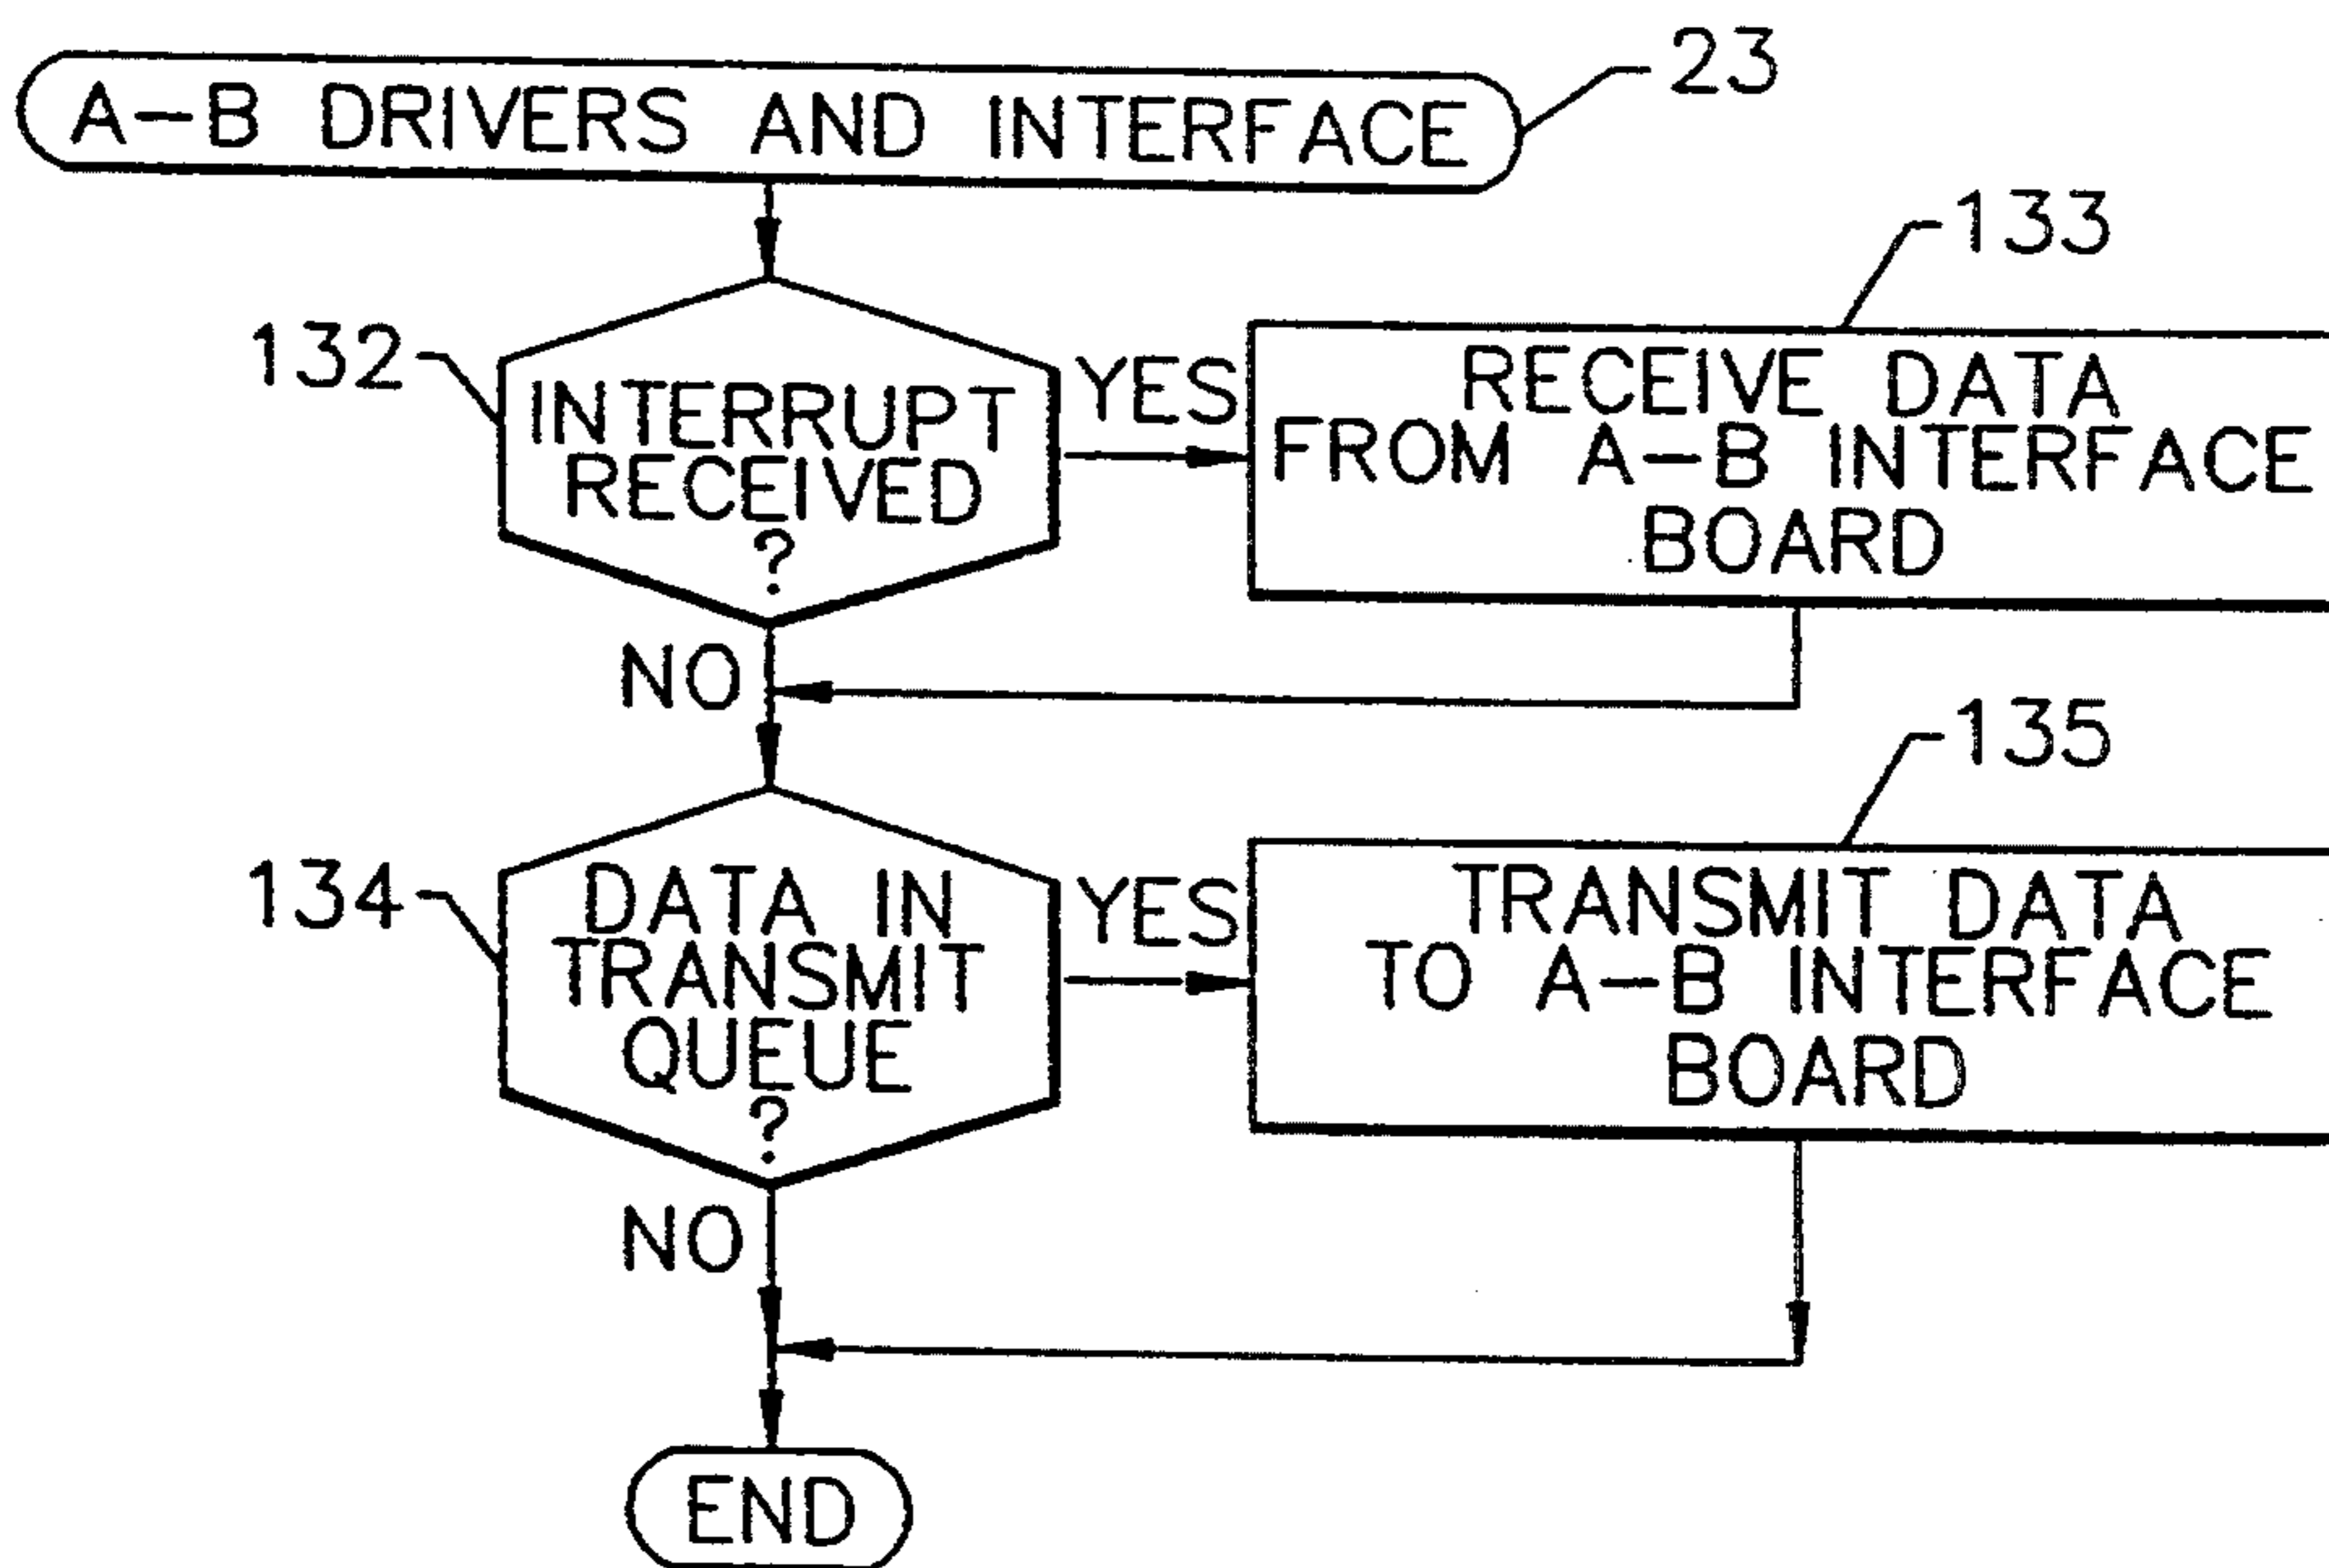 A-B DRIVERS AND INTERFACE
23
132
INTERRUPT
RECEIVED
?
YES
133
RECEIVE DATA
FROM A-B INTERFACE
BOARD
NO
134
DATA IN
TRANSMIT
QUEUE
?
YES
135
TRANSMIT DATA
TO A-B INTERFACE
BOARD
NO
END